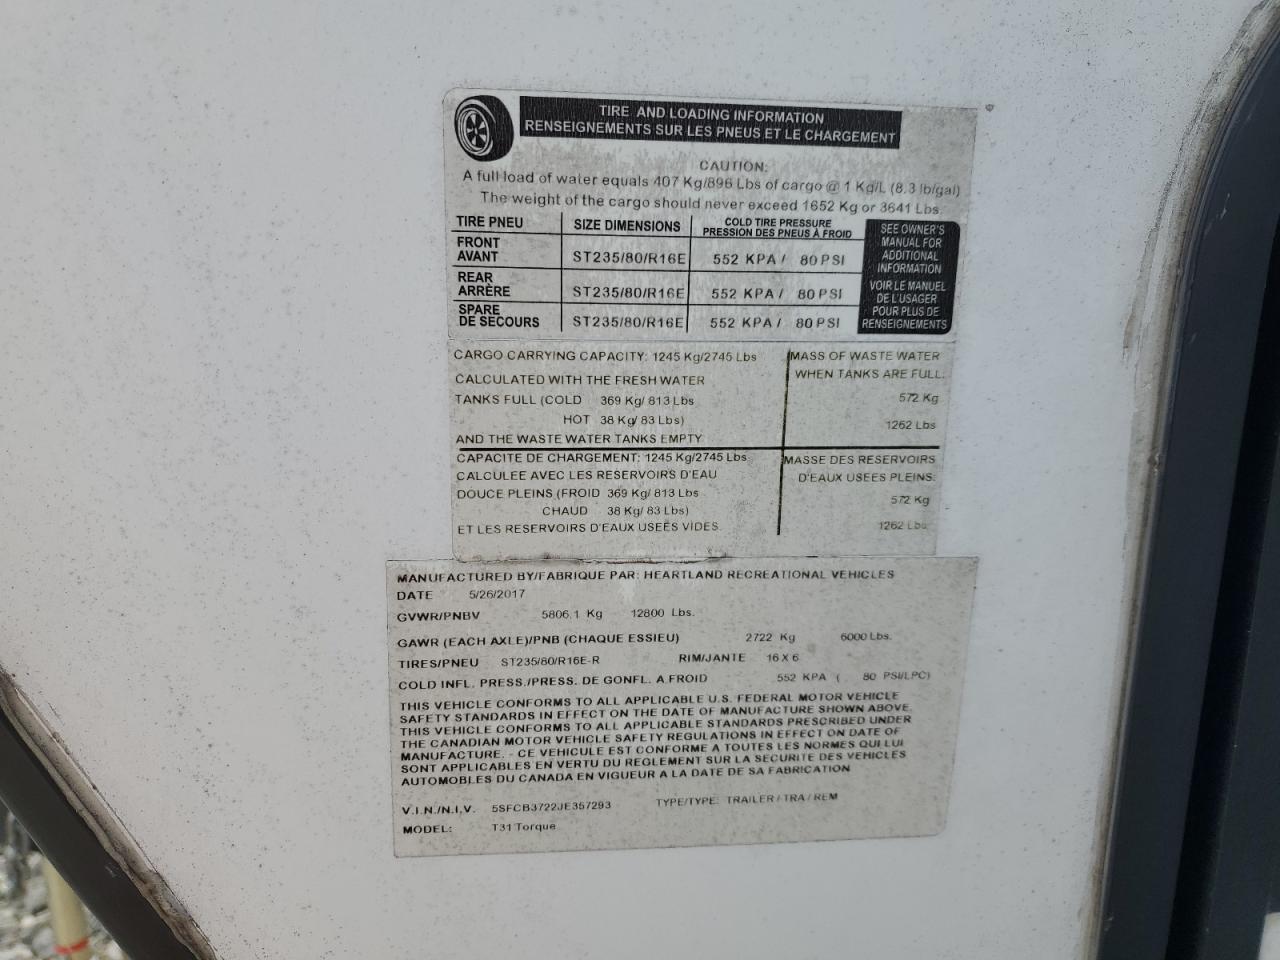 TIRE AND LOADING INFORMATION
RENSEIGNEMENTS SUR LES PNEUS ET LE CHARGEMENT
CAUTION:
A full load of water equals 407 Kg/896 Lbs of cargo @ 1 Kg/L (8.3 lb/gal)
The weight of the cargo should never exceed 1652 Kg or 3641 Lbs.
TIRE PNEU SIZE DIMENSIONS COLD TIRE PRESSURE
PRESSION DES PNEUS À FROID
FRONT
AVANT ST235/80/R16E 552 KPA / 80 PSI
REAR
ARRÈRE ST235/80/R16E 552 KPA / 80 PSI
SPARE
DE SECOURS ST235/80/R16E 552 KPA / 80 PSI
SEE OWNER'S
MANUAL FOR
ADDITIONAL
INFORMATION
VOIR LE MANUEL
DE L'USAGER
POUR PLUS DE
RENSEIGNEMENTS
CARGO CARRYING CAPACITY: 1245 Kg/2745 Lbs
CALCULATED WITH THE FRESH WATER
TANKS FULL (COLD 369 Kg/ 813 Lbs
HOT 38 Kg/ 83 Lbs)
AND THE WASTE WATER TANKS EMPTY
MASS OF WASTE WATER
WHEN TANKS ARE FULL:
572 Kg
1262 Lbs
CAPACITE DE CHARGEMENT: 1245 Kg/2745 Lbs
CALCULEE AVEC LES RESERVOIRS D'EAU
DOUCE PLEINS (FROID 369 Kg/ 813 Lbs
CHAUD 38 Kg/ 83 Lbs)
ET LES RESERVOIRS D'EAUX USEES VIDES.
MASSE DES RESERVOIRS
D'EAUX USEES PLEINS:
572 Kg
1262 Lbs
MANUFACTURED BY/FABRIQUE PAR: HEARTLAND RECREATIONAL VEHICLES
DATE 5/26/2017
GVWR/PNBV 5806.1 Kg 12800 Lbs.
GAWR (EACH AXLE)/PNB (CHAQUE ESSIEU) 2722 Kg 6000 Lbs.
TIRES/PNEU ST235/80/R16E-R RIM/JANTE 16 X 6
COLD INFL. PRESS./PRESS. DE GONFL. A FROID 552 KPA ( 80 PSI/LPC)
THIS VEHICLE CONFORMS TO ALL APPLICABLE U.S. FEDERAL MOTOR VEHICLE
SAFETY STANDARDS IN EFFECT ON THE DATE OF MANUFACTURE SHOWN ABOVE.
THIS VEHICLE CONFORMS TO ALL APPLICABLE STANDARDS PRESCRIBED UNDER
THE CANADIAN MOTOR VEHICLE SAFETY REGULATIONS IN EFFECT ON DATE OF
MANUFACTURE. - CE VEHICULE EST CONFORME A TOUTES LES NORMES QUI LUI
SONT APPLICABLES EN VERTU DU REGLEMENT SUR LA SECURITE DES VEHICLES
AUTOMOBLES DU CANADA EN VIGUEUR A LA DATE DE SA FABRICATION
V.I.N./N.I.V. 5SFCB3722JE357293 TYPE/TYPE: TRAILER / TRA / REM
MODEL: T31 Torque